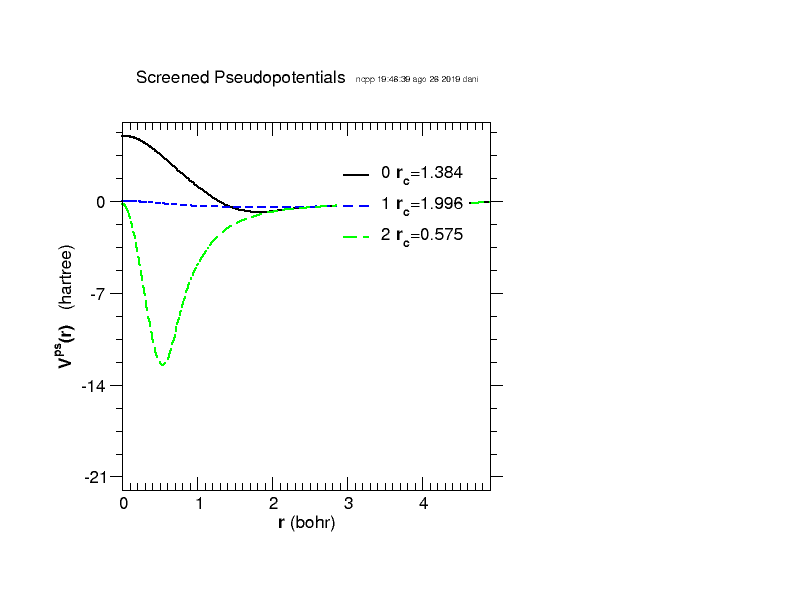 Screened Pseudopotentials ncpp 19:46:39 ago 26 2019 dani
0 rc=1.384
1 rc=1.996
2 rc=0.575
0
-7
-14
-21
Vps(r) (hartree)
0 1 2 3 4
r (bohr)